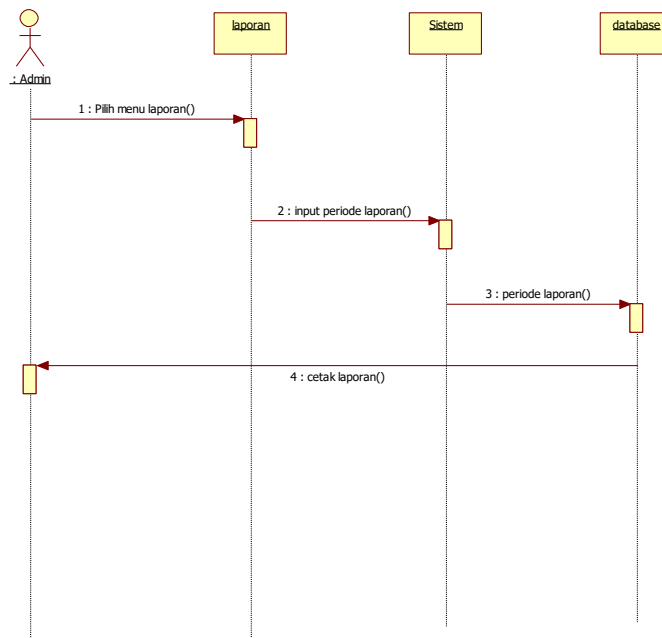 laporan
Sistem
database
: Admin
1 : Pilih menu laporan()
2 : input periode laporan()
3 : periode laporan()
4 : cetak laporan()